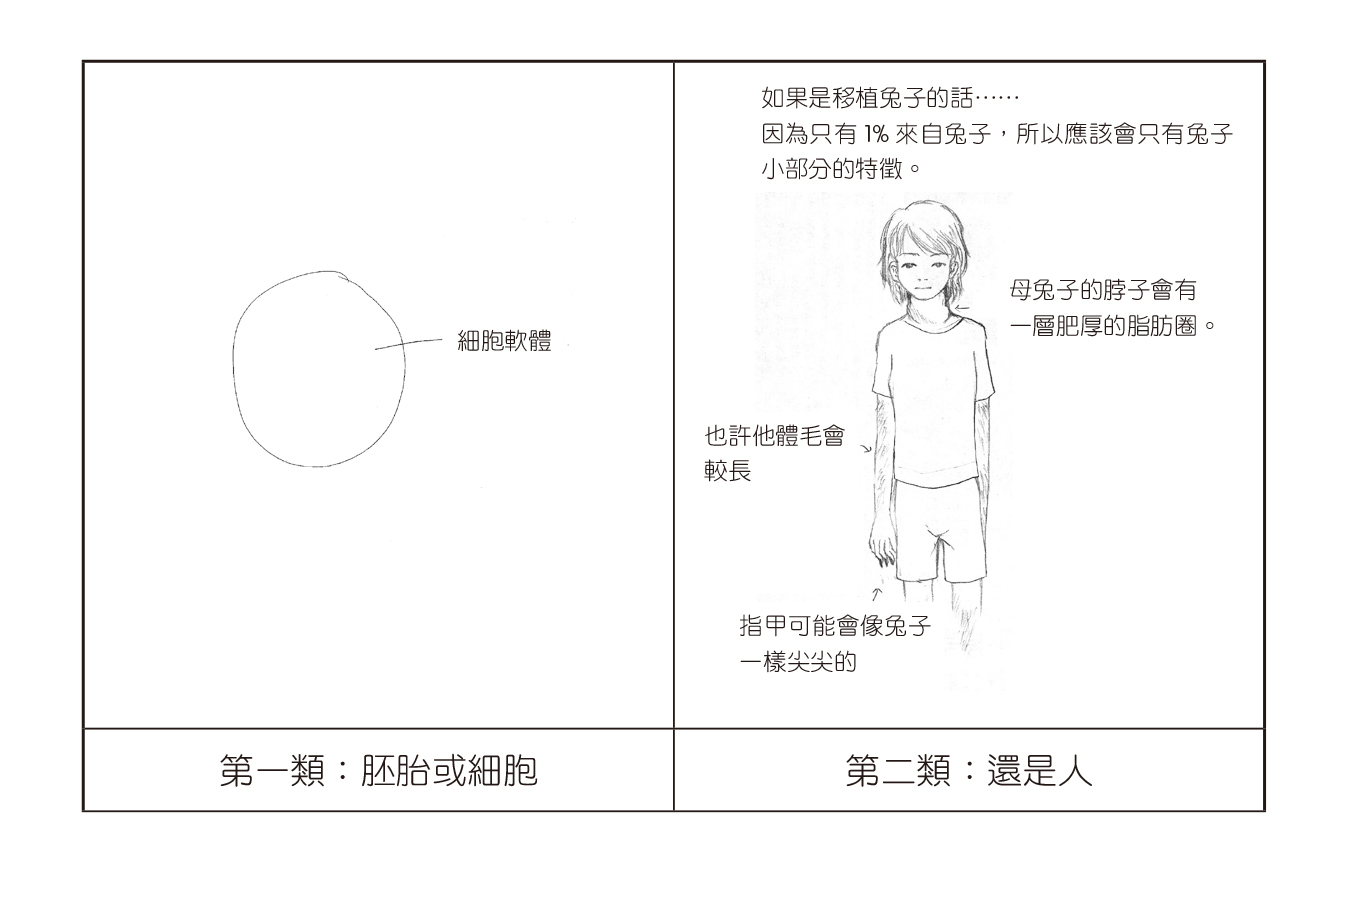 細胞軟體
第一類：胚胎或細胞
如果是移植兔子的話⋯⋯
因為只有 1% 來自兔子，所以應該會只有兔子
小部分的特徵。
母兔子的脖子會有
一層肥厚的脂肪圈。
也許他體毛會
較長
指甲可能會像兔子
一樣尖尖的
第二類：還是人